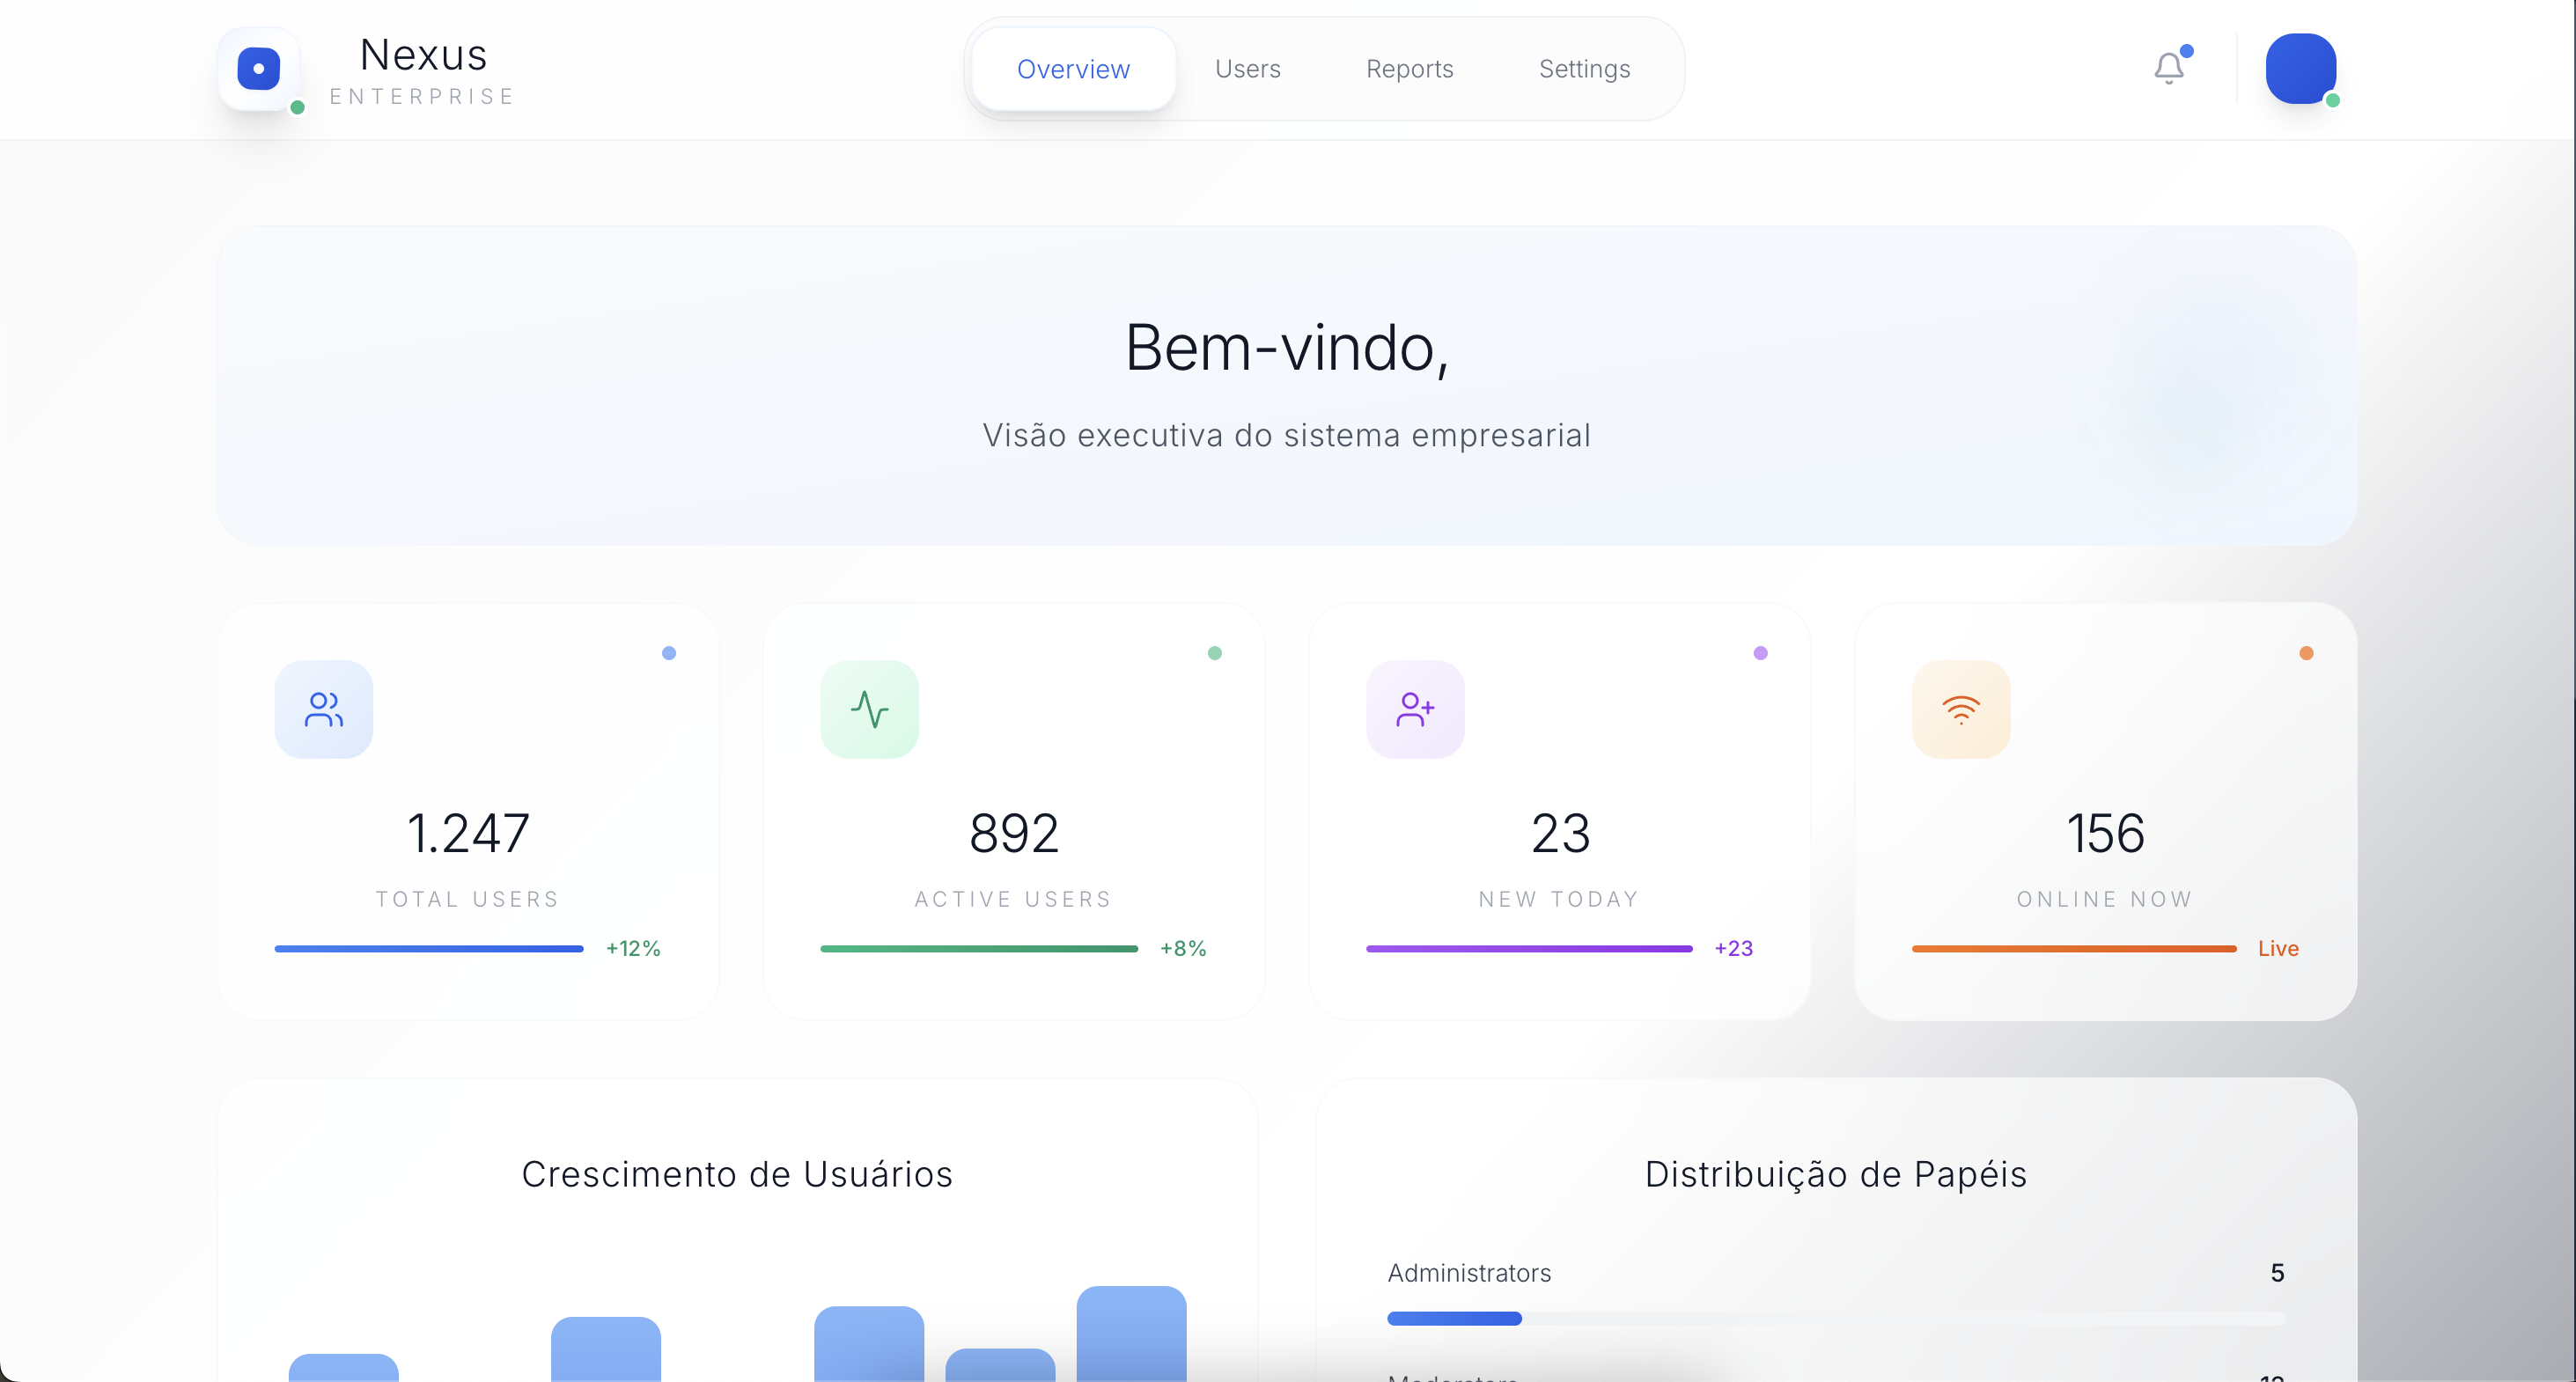 Nexus
ENTERPRISE
Overview
Users
Reports
Settings
Bem-vindo,
Visão executiva do sistema empresarial
1.247
TOTAL USERS
+12%
892
ACTIVE USERS
+8%
23
NEW TODAY
+23
156
ONLINE NOW
Live
Crescimento de Usuários
Distribuição de Papéis
Administrators
5